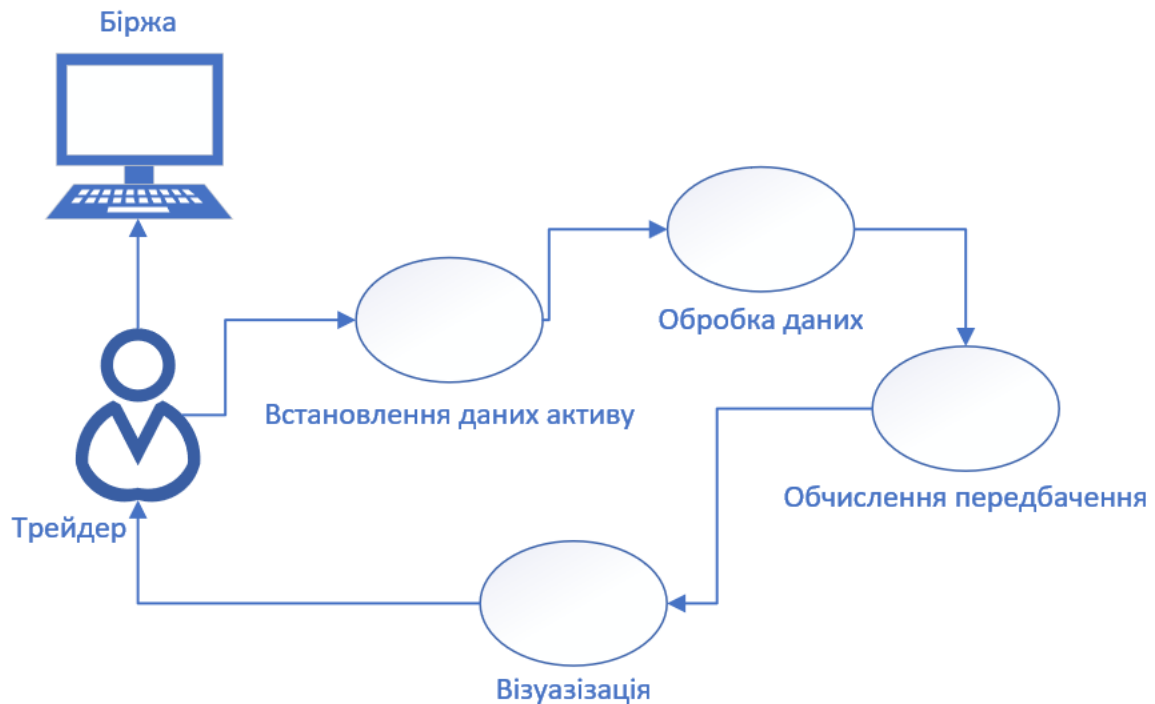 Біржа
Обробка даних
Встановлення даних активу
Обчислення передбачення
Трейдер
Візуазізація